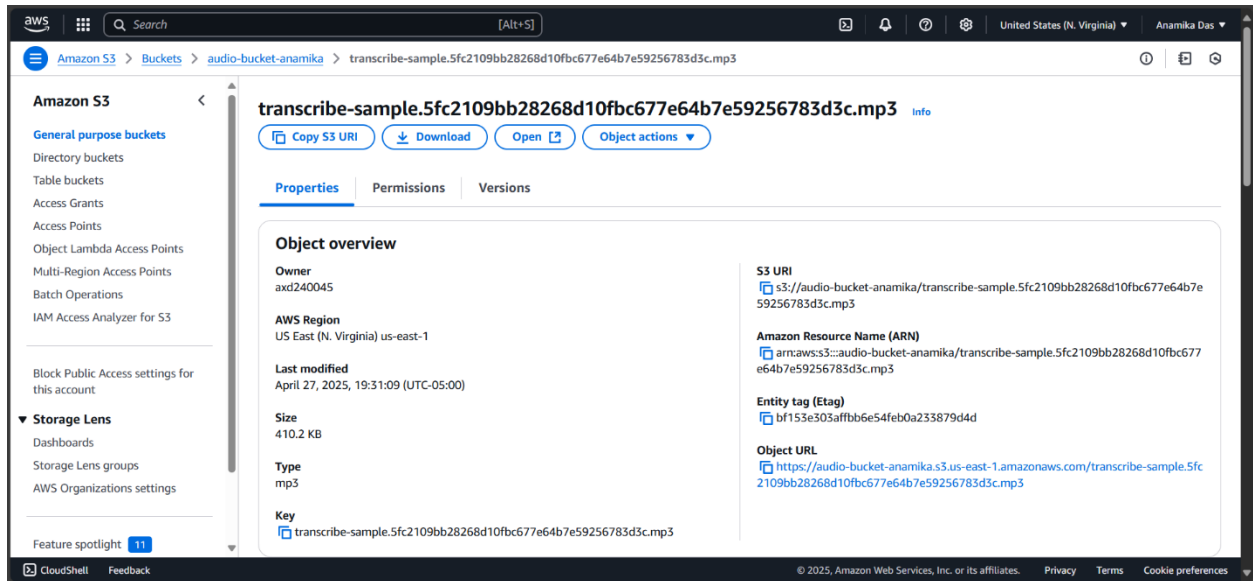 aws
Search [Alt+S]
United States (N. Virginia) ▼ Anamika Das ▼
Amazon S3 > Buckets > audio-bucket-anamika > transcribe-sample.5fc2109bb28268d10fbc677e64b7e59256783d3c.mp3
Amazon S3
General purpose buckets
Directory buckets
Table buckets
Access Grants
Access Points
Object Lambda Access Points
Multi-Region Access Points
Batch Operations
IAM Access Analyzer for S3
Block Public Access settings for
this account
▼ Storage Lens
Dashboards
Storage Lens groups
AWS Organizations settings
Feature spotlight 11
transcribe-sample.5fc2109bb28268d10fbc677e64b7e59256783d3c.mp3 Info
Copy S3 URI Download Open Object actions ▼
Properties Permissions Versions
Object overview
Owner
axd240045
AWS Region
US East (N. Virginia) us-east-1
Last modified
April 27, 2025, 19:31:09 (UTC-05:00)
Size
410.2 KB
Type
mp3
Key
transcribe-sample.5fc2109bb28268d10fbc677e64b7e59256783d3c.mp3
S3 URI
s3://audio-bucket-anamika/transcribe-sample.5fc2109bb28268d10fbc677e64b7e
59256783d3c.mp3
Amazon Resource Name (ARN)
arn:aws:s3:::audio-bucket-anamika/transcribe-sample.5fc2109bb28268d10fbc677
e64b7e59256783d3c.mp3
Entity tag (Etag)
bf153e303affbb6e54feb0a233879d4d
Object URL
https://audio-bucket-anamika.s3.us-east-1.amazonaws.com/transcribe-sample.5fc
2109bb28268d10fbc677e64b7e59256783d3c.mp3
CloudShell Feedback © 2025, Amazon Web Services, Inc. or its affiliates. Privacy Terms Cookie preferences